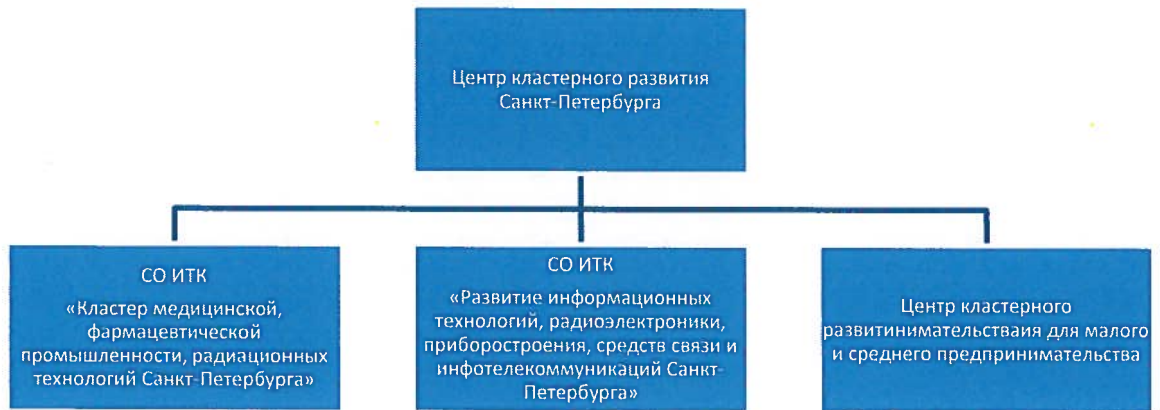 Центр кластерного развития
Санкт-Петербурга
СО ИТК
«Кластер медицинской,
фармацевтической
промышленности, радиационных
технологий Санкт-Петербурга»
СО ИТК
«Развитие информационных
технологий, радиоэлектроники,
приборостроения, средств связи и
инфотелекоммуникаций Санкт-
Петербурга»
Центр кластерного
развитинимательстваия для малого
и среднего предпринимательства